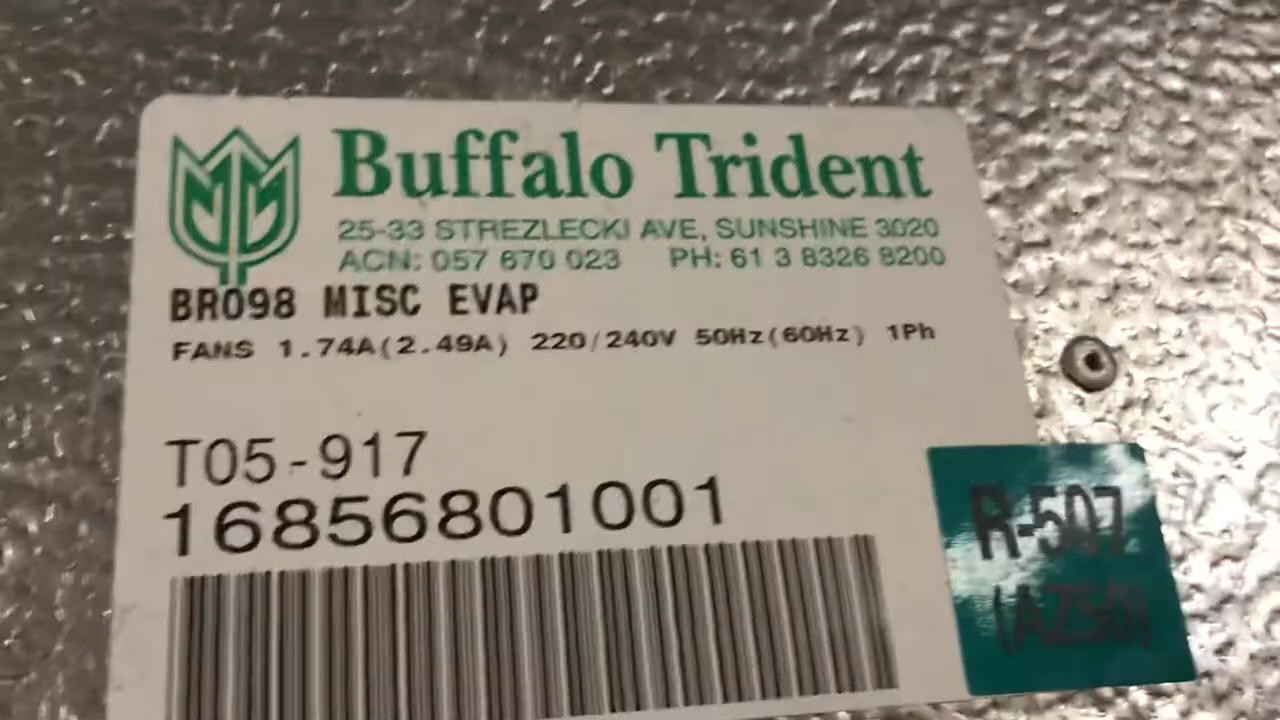 Buffalo Trident
25-33 STREZLECKI AVE, SUNSHINE 3020
ACN: 057 670 023 PH: 61 3 8326 8200
BR098 MISC EVAP
FANS 1.74A(2.49A) 220/240V 50Hz(60Hz) 1Ph
T05-917
16856801001
R-507
(AZ50)